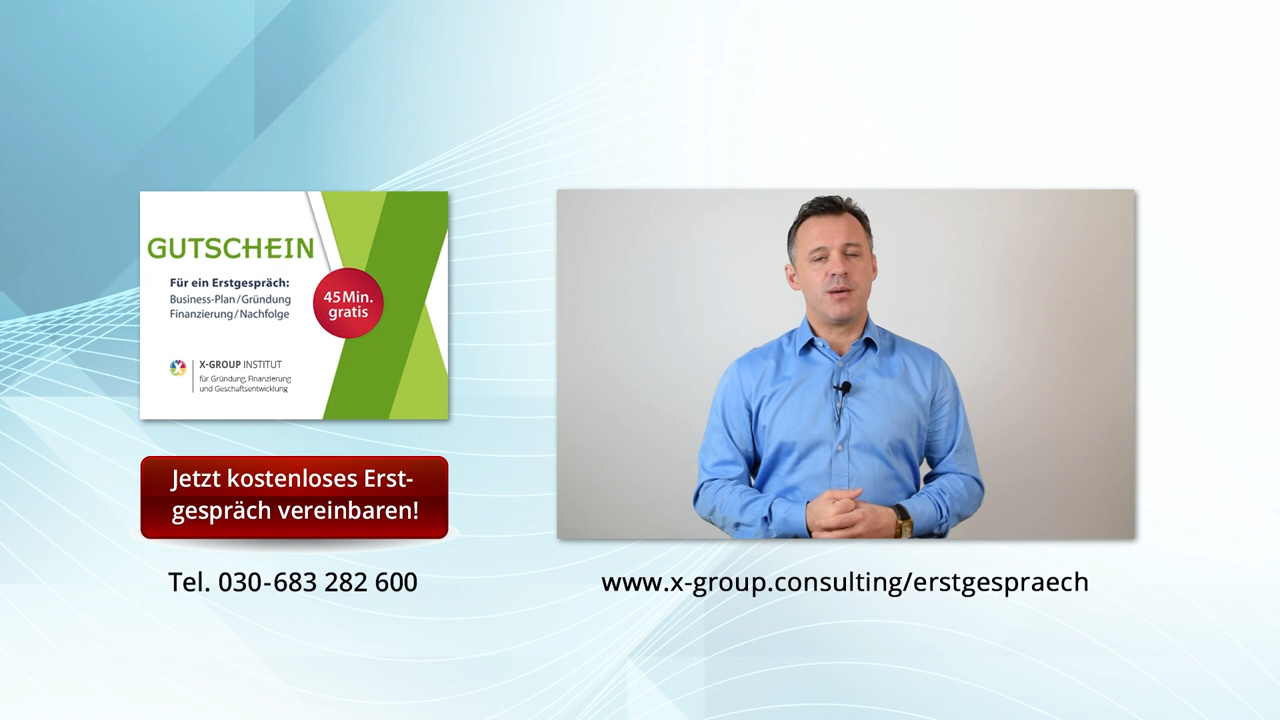 GUTSCHEIN
Für ein Erstgespräch:
Business-Plan/Gründung
Finanzierung/Nachfolge
45 Min.
gratis
X-GROUP INSTITUT
für Gründung, Finanzierung
und Geschäftsentwicklung
Jetzt kostenloses Erst-
gespräch vereinbaren!
Tel. 030-683 282 600
www.x-group.consulting/erstgespraech